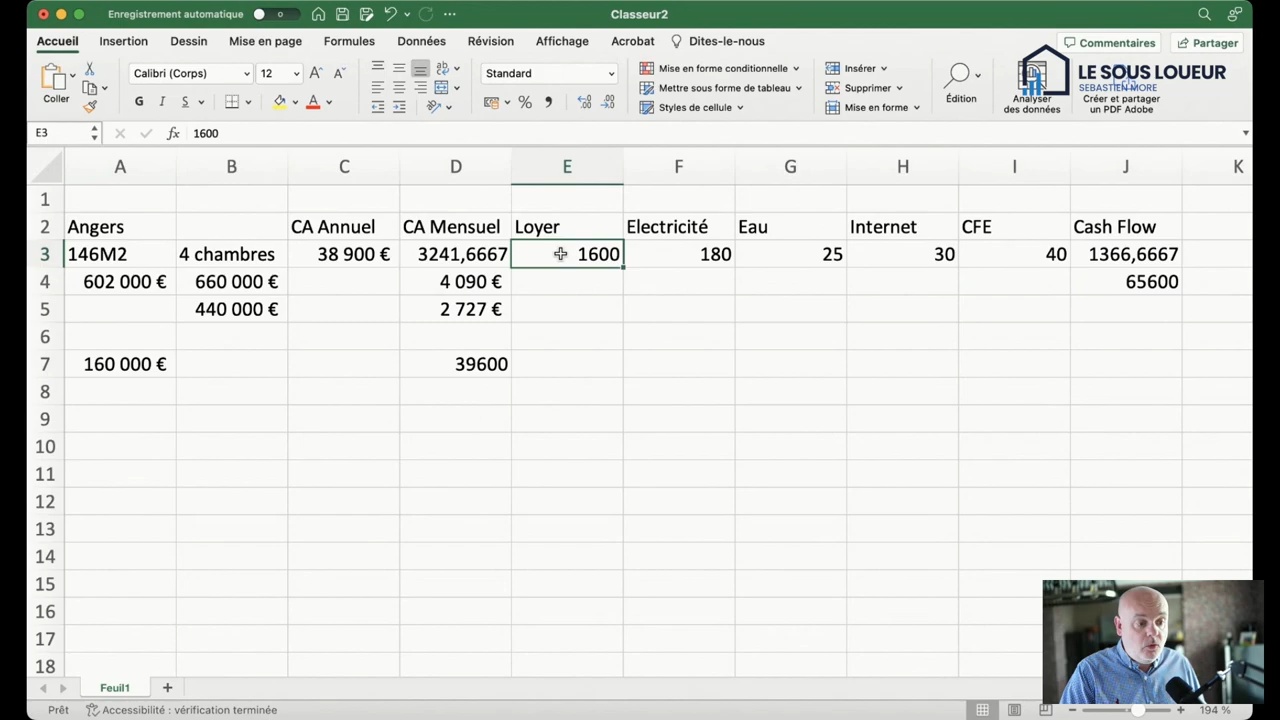 Enregistrement automatique
Classeur2
Accueil Insertion Dessin Mise en page Formules Données Révision Affichage Acrobat Dites-le-nous Commentaires Partager
Coller
Calibri (Corps) 12
G I S
A A
Standard
%
Mise en forme conditionnelle
Mettre sous forme de tableau
Styles de cellule
Insérer
Supprimer
Mise en forme
Édition
Analyser
des données
Créer et partager
un PDF Adobe
LE SOUS LOUEUR
SEBASTIEN MORE
E3 fx 1600
A B C D E F G H I J K
1
2 Angers CA Annuel CA Mensuel Loyer Electricité Eau Internet CFE Cash Flow
3 146M2 4 chambres 38 900 € 3241,6667 1600 180 25 30 40 1366,6667
4 602 000 € 660 000 € 4 090 € 65600
5 440 000 € 2 727 €
6
7 160 000 € 39600
8
9
10
11
12
13
14
15
16
17
18
Feuil1
Prêt Accessibilité : vérification terminée 194 %